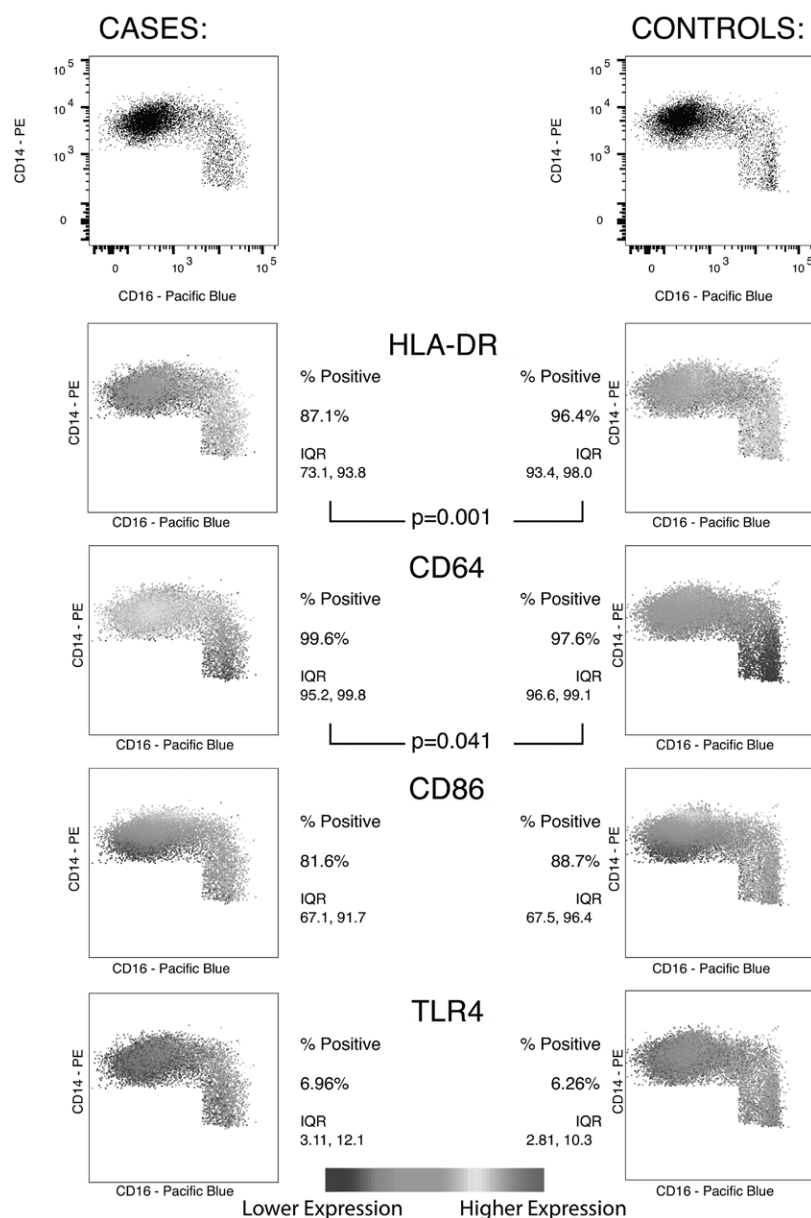 CASES:
CONTROLS:
10^5
10^4
10^3
0
CD14 - PE
0
10^3
10^5
CD16 - Pacific Blue
10^5
10^4
10^3
0
CD14 - PE
0
10^3
10^5
CD16 - Pacific Blue
HLA-DR
CD14 - PE
CD16 - Pacific Blue
% Positive
87.1%
IQR
73.1, 93.8
% Positive
96.4%
IQR
93.4, 98.0
p=0.001
CD14 - PE
CD16 - Pacific Blue
CD64
CD14 - PE
CD16 - Pacific Blue
% Positive
99.6%
IQR
95.2, 99.8
% Positive
97.6%
IQR
96.6, 99.1
p=0.041
CD14 - PE
CD16 - Pacific Blue
CD86
CD14 - PE
CD16 - Pacific Blue
% Positive
81.6%
IQR
67.1, 91.7
% Positive
88.7%
IQR
67.5, 96.4
CD14 - PE
CD16 - Pacific Blue
TLR4
CD14 - PE
CD16 - Pacific Blue
% Positive
6.96%
IQR
3.11, 12.1
% Positive
6.26%
IQR
2.81, 10.3
CD14 - PE
CD16 - Pacific Blue
Lower Expression
Higher Expression